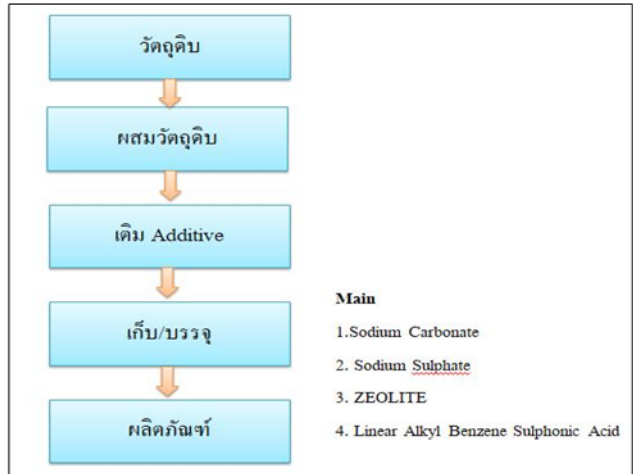 วัตถุดิบ
ผสมวัตถุดิบ
เติม Additive
เก็บ/บรรจุ
ผลิตภัณฑ์
Main
1.Sodium Carbonate
2. Sodium Sulphate
3. ZEOLITE
4. Linear Alkyl Benzene Sulphonic Acid